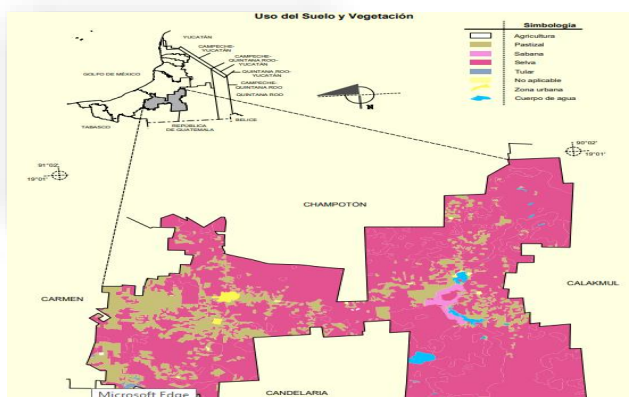 Uso del Suelo y Vegetación
Simbología
Agricultura
Pastizal
Sabana
Selva
Tular
No aplicable
Zona urbana
Cuerpo de agua
YUCATÁN
CAMPECHE-
YUCATÁN
CAMPECHE-
QUINTANA ROO-
YUCATÁN
GOLFO DE MÉXICO
QUINTANA ROO-
YUCATÁN
CAMPECHE-
QUINTANA ROO
QUINTANA ROO
BELICE
TABASCO
REPÚBLICA
DE GUATEMALA
N
91°02'
19°01'
90°02'
19°01'
CHAMPOTÓN
CARMEN
CALAKMUL
CANDELARIA
Microsoft Edge